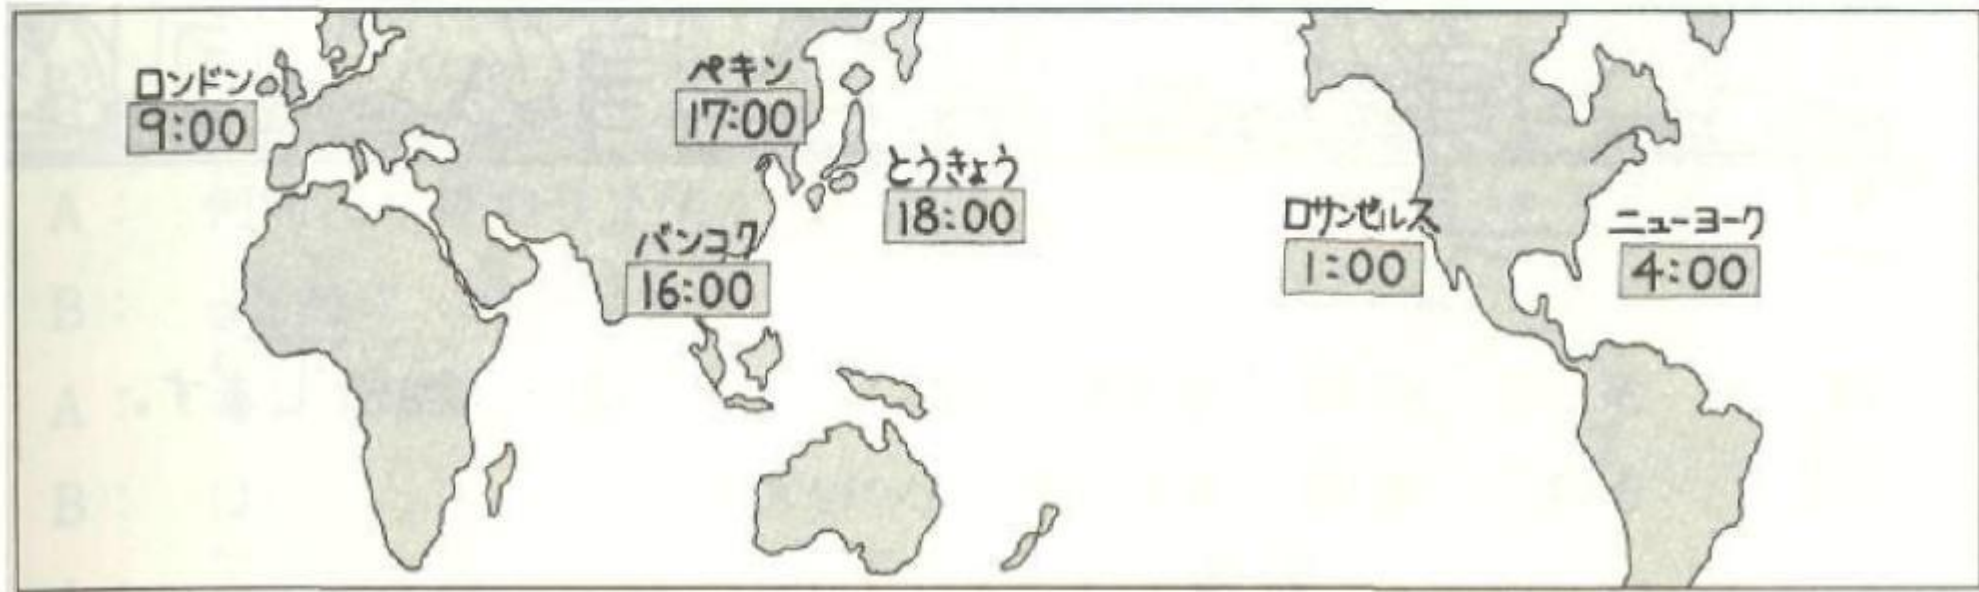 ロンドン
9:00
ペキン
17:00
とうきょう
18:00
バンコク
16:00
ロサンゼルス
1:00
ニューヨーク
4:00